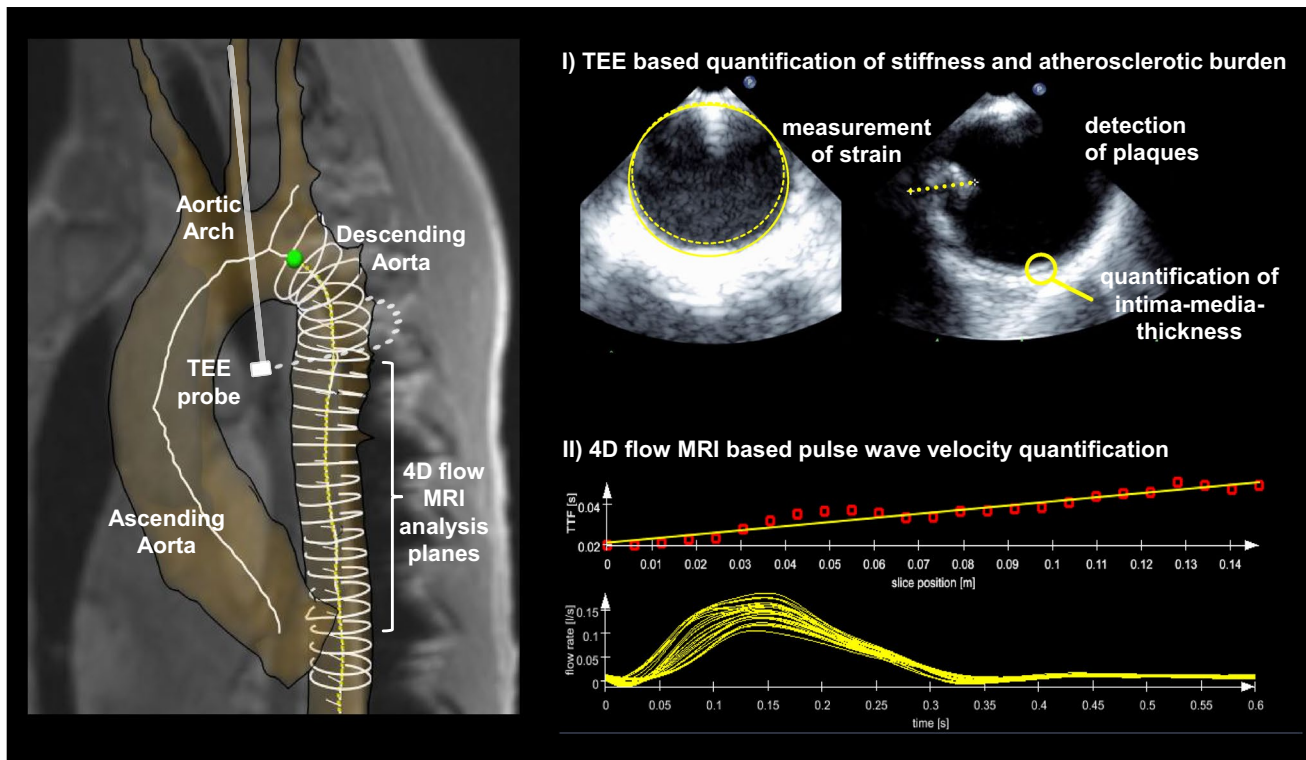 Aortic
Arch
Descending
Aorta
TEE
probe
Ascending
Aorta
4D flow
MRI
analysis
planes
I) TEE based quantification of stiffness and atherosclerotic burden
measurement
of strain
detection
of plaques
quantification of
intima-media-
thickness
II) 4D flow MRI based pulse wave velocity quantification
TTF [s]
0.04
0.02
0 0.01 0.02 0.03 0.04 0.05 0.06 0.07 0.08 0.09 0.1 0.11 0.12 0.13 0.14
slice position [m]
flow rate [l/s]
0.15
0.1
0.05
0
0 0.05 0.1 0.15 0.2 0.25 0.3 0.35 0.4 0.45 0.5 0.55 0.6
time [s]